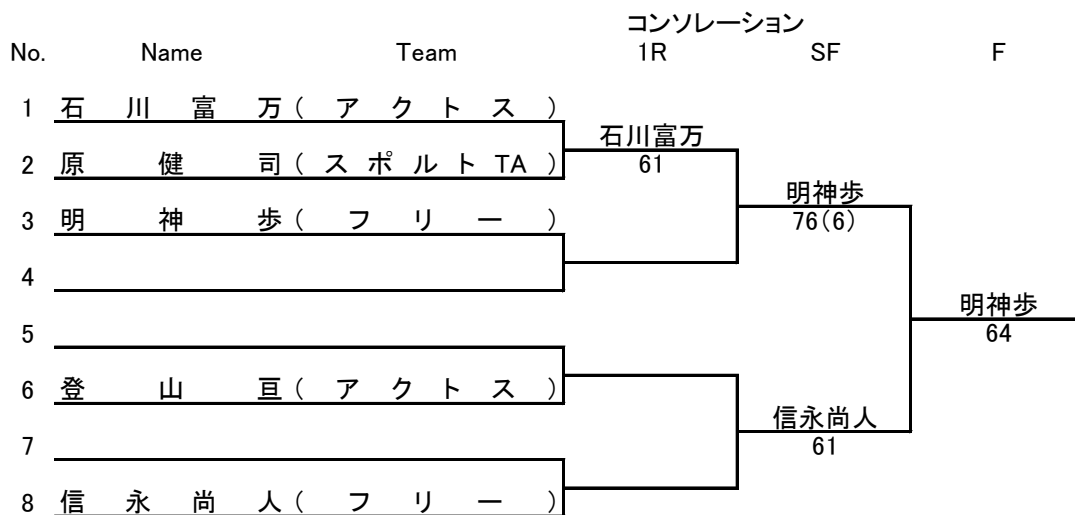 コンソレーション
No. Name Team 1R SF F
1 石川富万(アクトス)
石川富万
2 原健司(スポルトTA) 61
明神歩
3 明神歩(フリー) 76(6)
4
明神歩
5 64
6 登山亘(アクトス)
信永尚人
7 61
8 信永尚人(フリー)